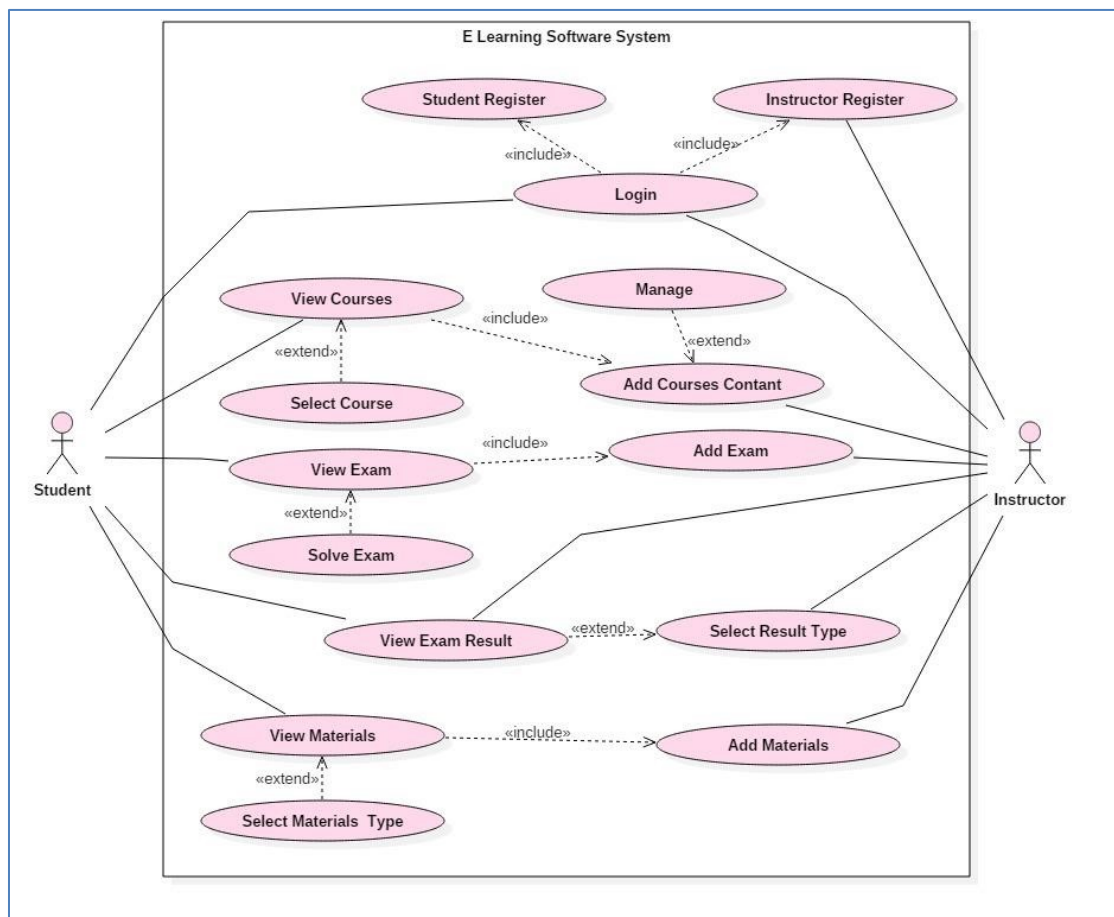 E Learning Software System
Student Register
Instructor Register
«include»
«include»
Login
View Courses
Manage
«include»
«extend»
«extend»
Add Courses Contant
Select Course
«include»
Add Exam
View Exam
Student
Instructor
«extend»
Solve Exam
«extend»
Select Result Type
View Exam Result
View Materials
«include»
Add Materials
«extend»
Select Materials  Type